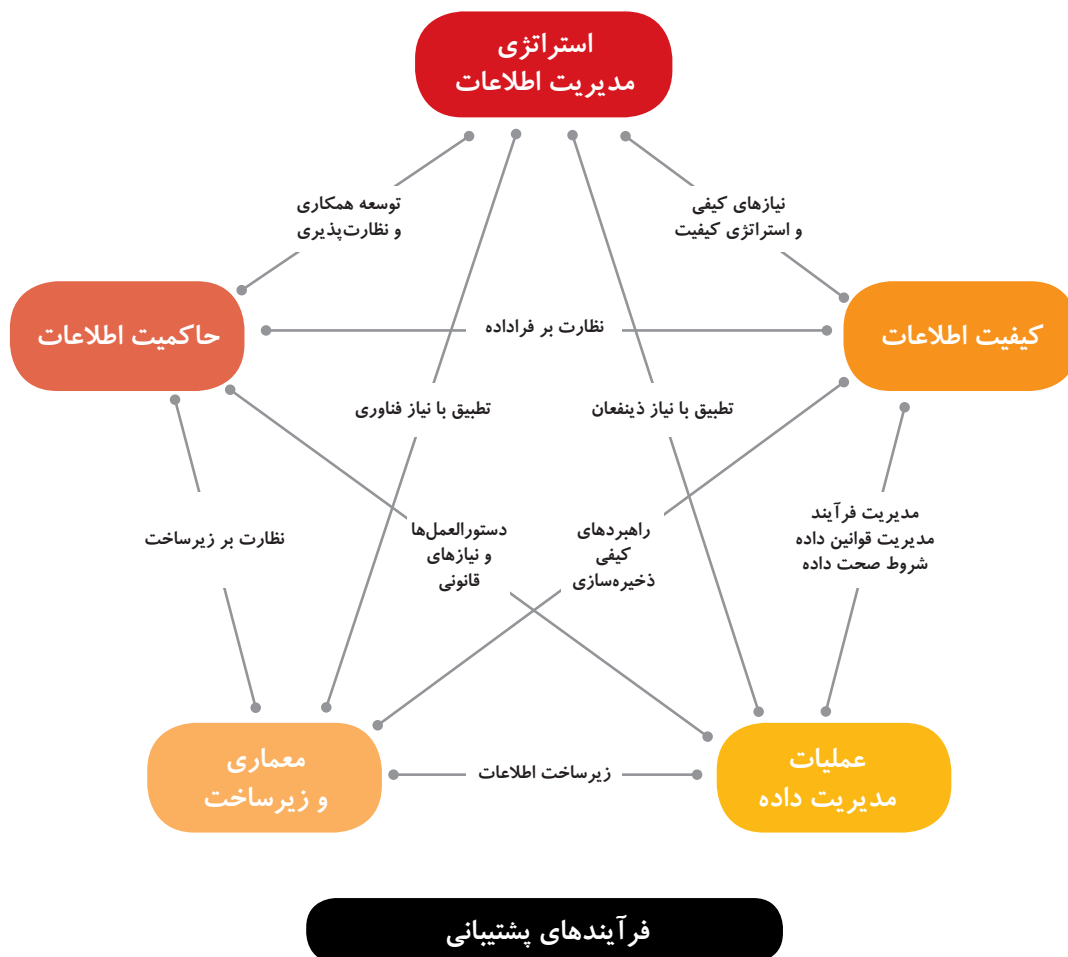 استراتژی
مدیریت اطلاعات
توسعه همکاری
و نظارت‌پذیری
نیازهای کیفی
و استراتژی کیفیت
حاکمیت اطلاعات
نظارت بر فراداده
کیفیت اطلاعات
تطبیق با نیاز فناوری
تطبیق با نیاز ذینفعان
نظارت بر زیرساخت
دستورالعمل‌ها
و نیازهای
قانونی
راهبردهای
کیفی
ذخیره‌سازی
مدیریت فرآیند
مدیریت قوانین داده
شروط صحت داده
معماری
و زیرساخت
زیرساخت اطلاعات
عملیات
مدیریت داده
فرآیندهای پشتیبانی